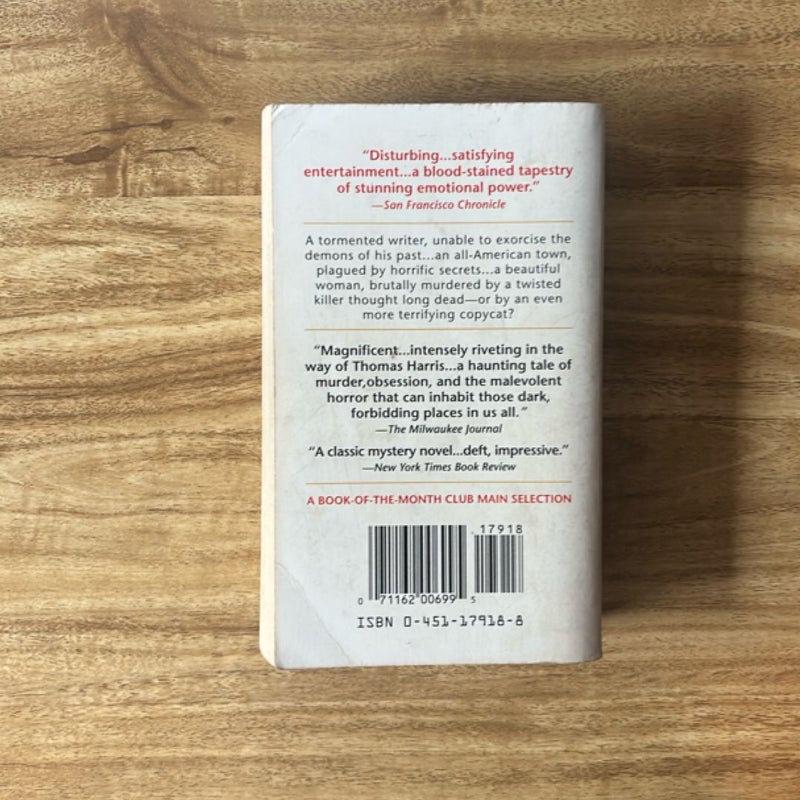 “Disturbing...satisfying
entertainment...a blood-stained tapestry
of stunning emotional power.”
—San Francisco Chronicle
A tormented writer, unable to exorcise the
demons of his past...an all-American town,
plagued by horrific secrets...a beautiful
woman, brutally murdered by a twisted
killer thought long dead—or by an even
more terrifying copycat?
“Magnificent...intensely riveting in the
way of Thomas Harris...a haunting tale of
murder,obsession, and the malevolent
horror that can inhabit those dark,
forbidding places in us all.”
—The Milwaukee Journal
“A classic mystery novel...deft, impressive.”
—New York Times Book Review
A BOOK-OF-THE-MONTH CLUB MAIN SELECTION
17918
0 71162 00699 5
ISBN 0-451-17918-8